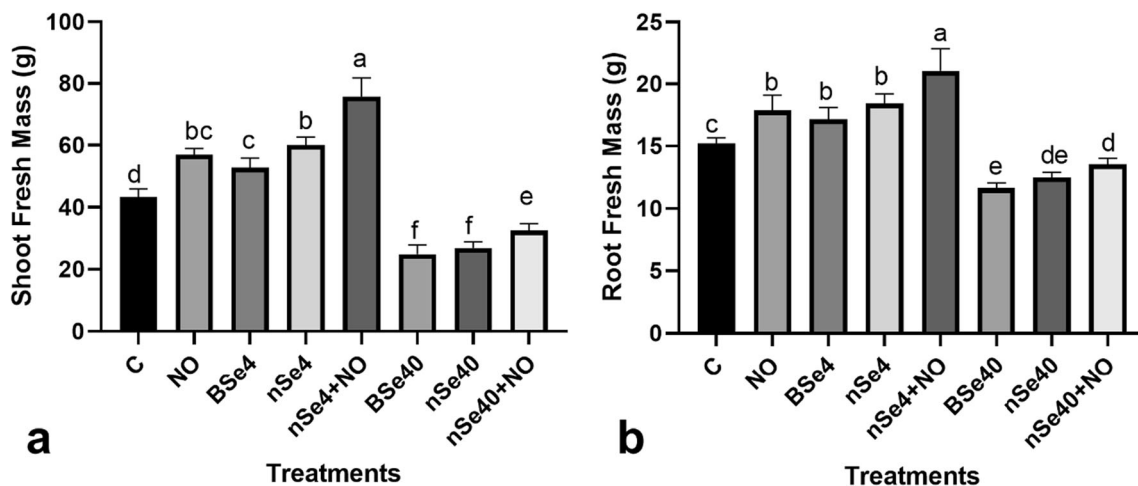 Shoot Fresh Mass (g)
100
80
60
40
20
0
d
bc
c
b
a
f
f
e
C
NO
BSe4
nSe4
nSe4+NO
BSe40
nSe40
nSe40+NO
Treatments
a
Root Fresh Mass (g)
25
20
15
10
5
0
c
b
b
b
a
e
de
d
C
NO
BSe4
nSe4
nSe4+NO
BSe40
nSe40
nSe40+NO
Treatments
b